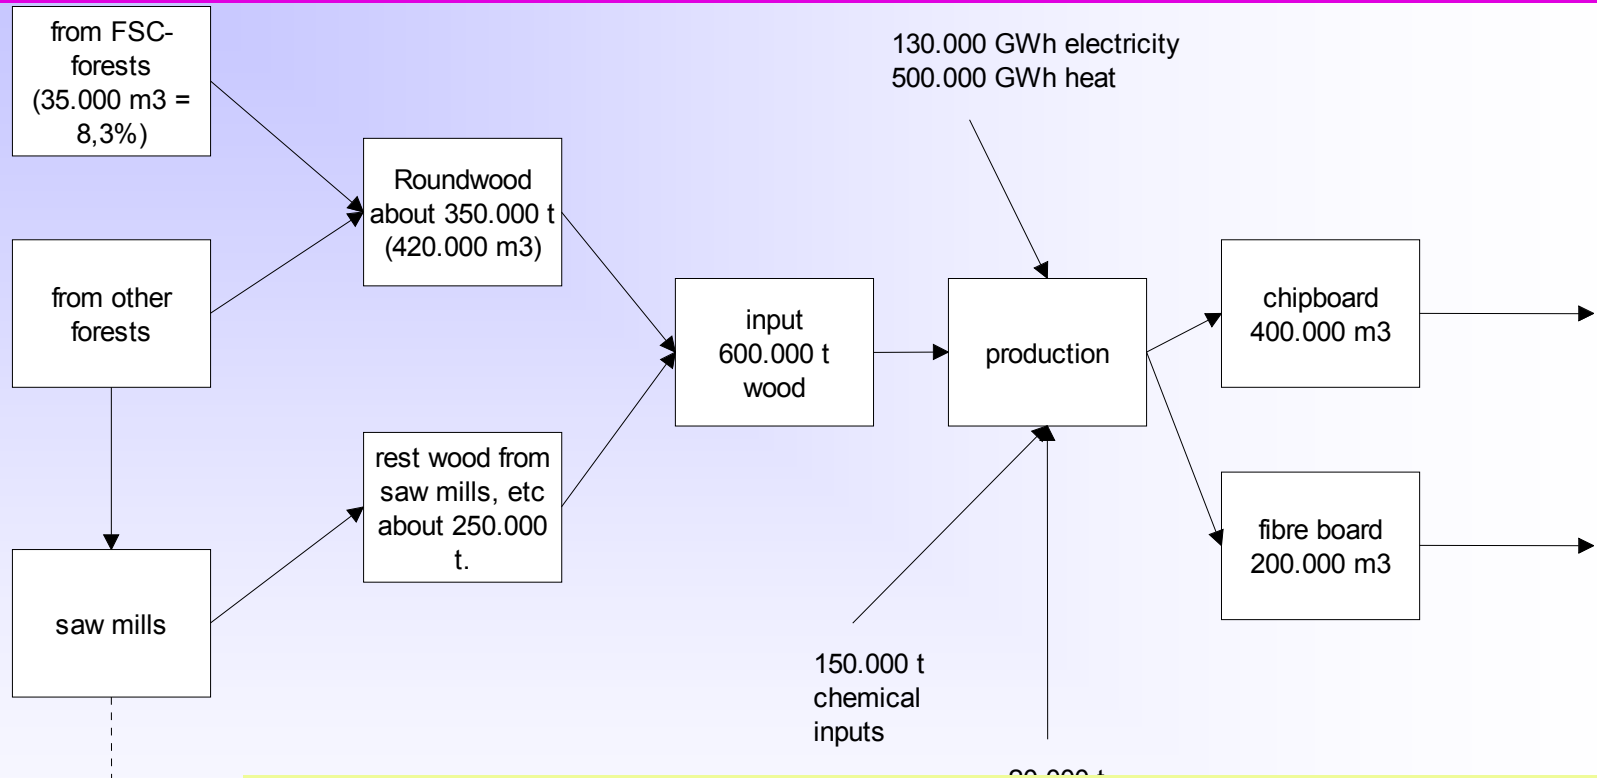 from FSC-
forests
(35.000 m3 =
8,3%)
130.000 GWh electricity
500.000 GWh heat
Roundwood
about 350.000 t
(420.000 m3)
from other
forests
input
600.000 t
wood
production
chipboard
400.000 m3
rest wood from
saw mills, etc
about 250.000
t.
fibre board
200.000 m3
saw mills
150.000 t
chemical
inputs